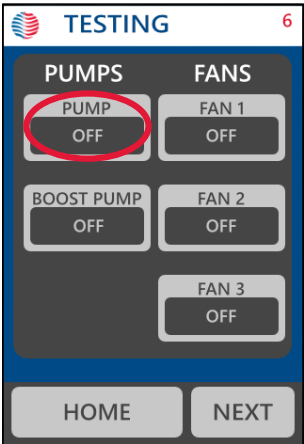 TESTING 6
PUMPS FANS
PUMP FAN 1
OFF OFF
BOOST PUMP FAN 2
OFF OFF
FAN 3
OFF
HOME NEXT